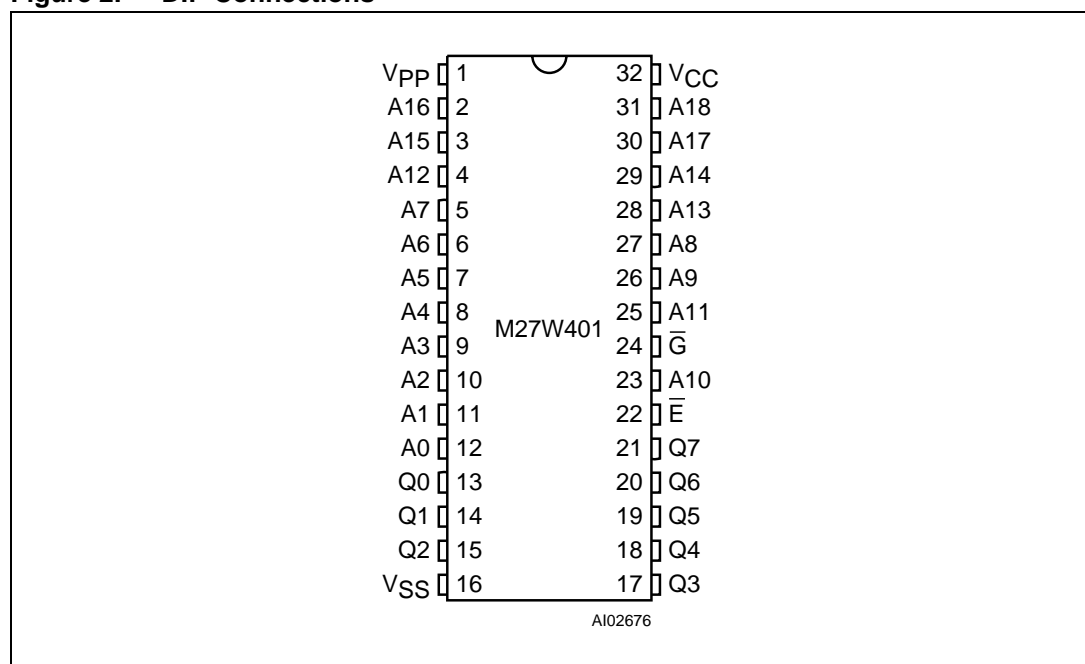 Figure 2. DIP Connections
VPP 1 32 VCC
A16 2 31 A18
A15 3 30 A17
A12 4 29 A14
A7 5 28 A13
A6 6 27 A8
A5 7 26 A9
A4 8 25 A11
M27W401
A3 9 24 G̅
A2 10 23 A10
A1 11 22 E̅
A0 12 21 Q7
Q0 13 20 Q6
Q1 14 19 Q5
Q2 15 18 Q4
VSS 16 17 Q3
AI02676